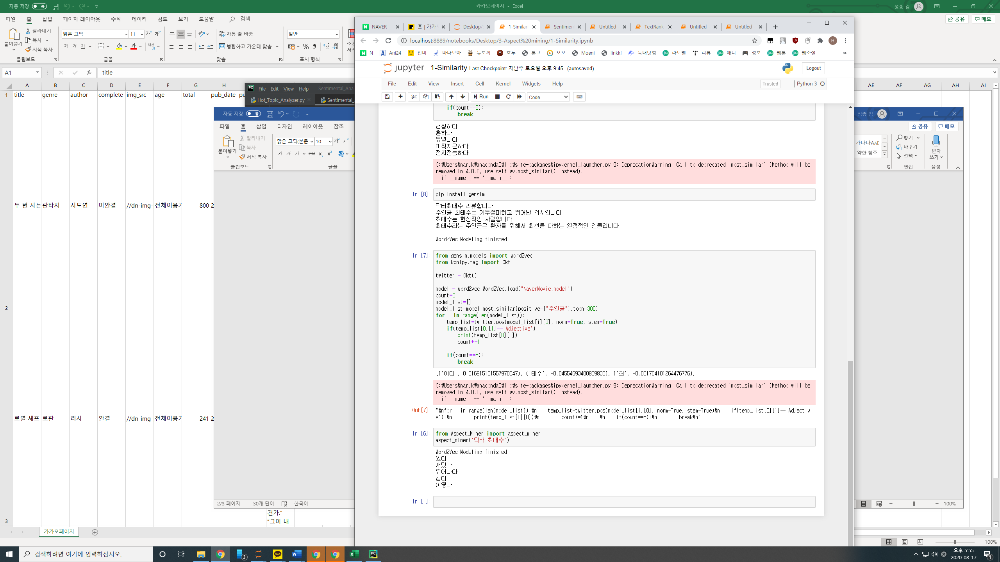 자동 저장 끔
카카오페이지 - Excel
성종 김
파일 홈 삽입 페이지 레이아웃 수식 데이터 검토 보기 도움말 검색
공유 메모
붙여넣기
잘라내기
복사
서식 복사
클립보드
맑은 고딕 11 가 가
가 가 가 가 내천
글꼴
자동 줄 바꿈
병합하고 가운데 맞춤
맞춤
일반
표시 형식
조건
서식
A1 fx title
A B C D E F G H
AE AF AG AH AI
1 title genre author complete img_src age total pub_date
2 두 번 사는 판타지 사도연 미완결 //dn-img- 전체이용가 800 2
3 로열 셰프 로판 리샤 완결 //dn-img- 전체이용가 241 2
건가."
"그야 내
카카오페이지
100%
PC File Edit View Help Sentimental_Anal
Hot_Topic_Analyzer.py Sentimental_
자동 저장 끔
성종 김
파일 홈 삽입 디자인 레이아웃 참조
공유 메모
붙여넣기
잘라내기
복사
서식 복사
클립보드
맑은 고딕(본문 10 가 가
가 가 가
글꼴
가나다AaE
약한 참조
찾기
바꾸기
선택
편집
받아
쓰기
음성
2/3 페이지 30개 단어 한국어
100%
NAVER
홈 | 카카오
Desktop/
1-Similari
Sentimen
Untitled
TextRank
Untitled
Untitled
localhost:8889/notebooks/Desktop/3-Aspect%20mining/1-Similarity.ipynb
N Ani24 펀비 마나모아 뉴토끼 호두 툰코 오오 Moeni linkkf 늑대닷컴 라노벨 리뷰 애니 정보 웹툰 웹소설 »
jupyter 1-Similarity Last Checkpoint: 지난주 토요일 오후 9:45 (autosaved)
Logout
File Edit View Insert Cell Kernel Widgets Help
Trusted Python 3
Run Code
if(count==5):
break
건장하다
흉하다
유별나다
미적지근하다
전지전능하다
C:₩Users₩naruk₩anaconda3₩lib₩site-packages₩ipykernel_launcher.py:9: DeprecationWarning: Call to deprecated `most_similar` (Method will be
removed in 4.0.0, use self.wv.most_similar() instead).
if __name__ == '__main__':
In [8]: pip install gensim
닥터최태수 리뷰합니다
주인공 최태수는 거두절미하고 뛰어난 의사입니다
최태수는 헌신적인 사람입니다
최태수라는 주인공은 환자를 위해서 최선을 다하는 열정적인 인물입니다
Word2Vec Modeling finished
In [7]: from gensim.models import word2vec
from konlpy.tag import Okt
twitter = Okt()
model = word2vec.Word2Vec.load("NaverMovie.model")
count=0
model_list=[]
model_list=model.most_similar(positive=["주인공"],topn=300)
for i in range(len(model_list)):
temp_list=twitter.pos(model_list[i][0], norm=True, stem=True)
if(temp_list[0][1]=='Adjective'):
print(temp_list[0][0])
count+=1
if(count==5):
break
[('이다', 0.016915101557970047), ('태수', -0.04554693400859833), ('최', -0.051704101264476776)]
C:₩Users₩naruk₩anaconda3₩lib₩site-packages₩ipykernel_launcher.py:9: DeprecationWarning: Call to deprecated `most_similar` (Method will be
removed in 4.0.0, use self.wv.most_similar() instead).
if __name__ == '__main__':
Out[7]: "₩nfor i in range(len(model_list)):₩n temp_list=twitter.pos(model_list[i][0], norm=True, stem=True)₩n if(temp_list[0][1]=='Adjectiv
e'):₩n print(temp_list[0][0])₩n count+=1₩n ₩n if(count==5):₩n break₩n"
In [6]: from Aspect_Miner import aspect_miner
aspect_miner('닥터 최태수')
Word2Vec Modeling finished
있다
재밌다
뛰어나다
같다
어떻다
In [ ]:
검색하려면 여기에 입력하십시오.
3
TALK
PC
오후 5:55
2020-08-17
1